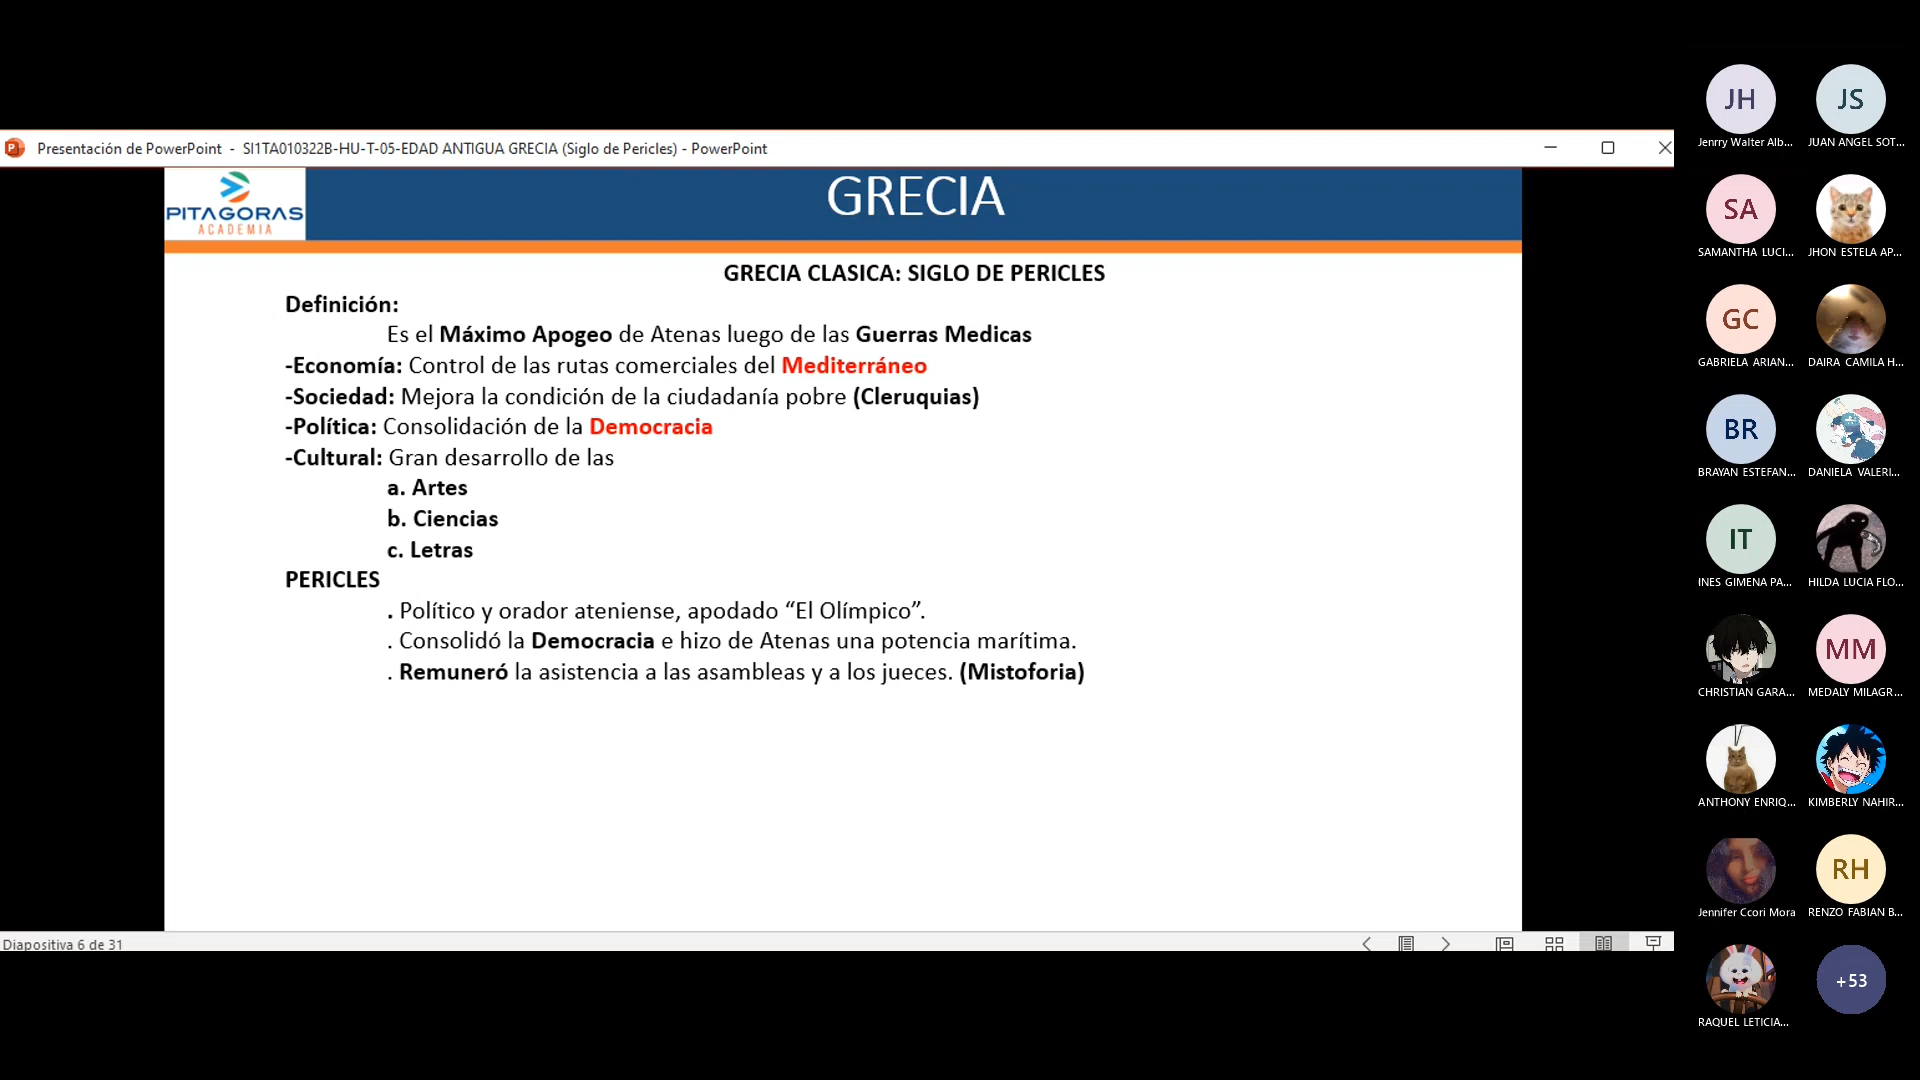 Presentación de PowerPoint - SI1TA010322B-HU-T-05-EDAD ANTIGUA GRECIA (Siglo de Pericles) - PowerPoint
PITAGORAS
ACADEMIA
GRECIA
GRECIA CLASICA: SIGLO DE PERICLES
Definición:
Es el Máximo Apogeo de Atenas luego de las Guerras Medicas
-Economía: Control de las rutas comerciales del Mediterráneo
-Sociedad: Mejora la condición de la ciudadanía pobre (Cleruquias)
-Política: Consolidación de la Democracia
-Cultural: Gran desarrollo de las
a. Artes
b. Ciencias
c. Letras
PERICLES
. Político y orador ateniense, apodado “El Olímpico”.
. Consolidó la Democracia e hizo de Atenas una potencia marítima.
. Remuneró la asistencia a las asambleas y a los jueces. (Mistoforia)
Diapositiva 6 de 31
JH
JS
Jenrry Walter Alb...
JUAN ANGEL SOT...
SA
SAMANTHA LUCI...
JHON ESTELA AP...
GC
GABRIELA ARIAN...
DAIRA CAMILA H...
BR
BRAYAN ESTEFAN...
DANIELA VALERI...
IT
INES GIMENA PA...
HILDA LUCIA FLO...
MM
CHRISTIAN GARA...
MEDALY MILAGR...
ANTHONY ENRIQ...
KIMBERLY NAHIR...
RH
Jennifer Ccori Mora
RENZO FABIAN B...
+53
RAQUEL LETICIA...